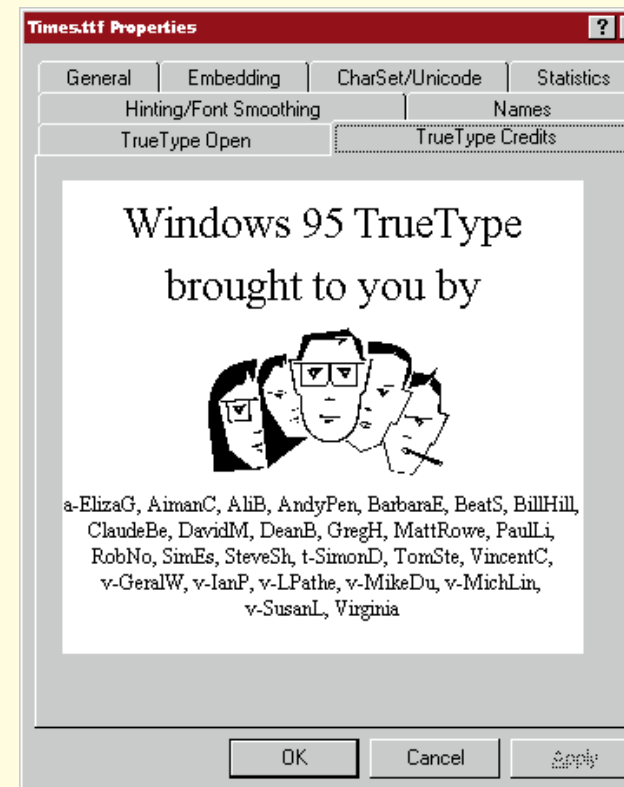 Times.ttf Properties ?
General Embedding CharSet/Unicode Statistics
Hinting/Font Smoothing Names
TrueType Open TrueType Credits
Windows 95 TrueType
brought to you by
a-ElizaG, AimanC, AliB, AndyPen, BarbaraE, BeatS, BillHill,
ClaudeBe, DavidM, DeanB, GregH, MattRowe, PaulLi,
RobNo, SimEs, SteveSh, t-SimonD, TomSte, VincentC,
v-GeralW, v-IanP, v-LPathe, v-MikeDu, v-MichLin,
v-SusanL, Virginia
OK Cancel Apply